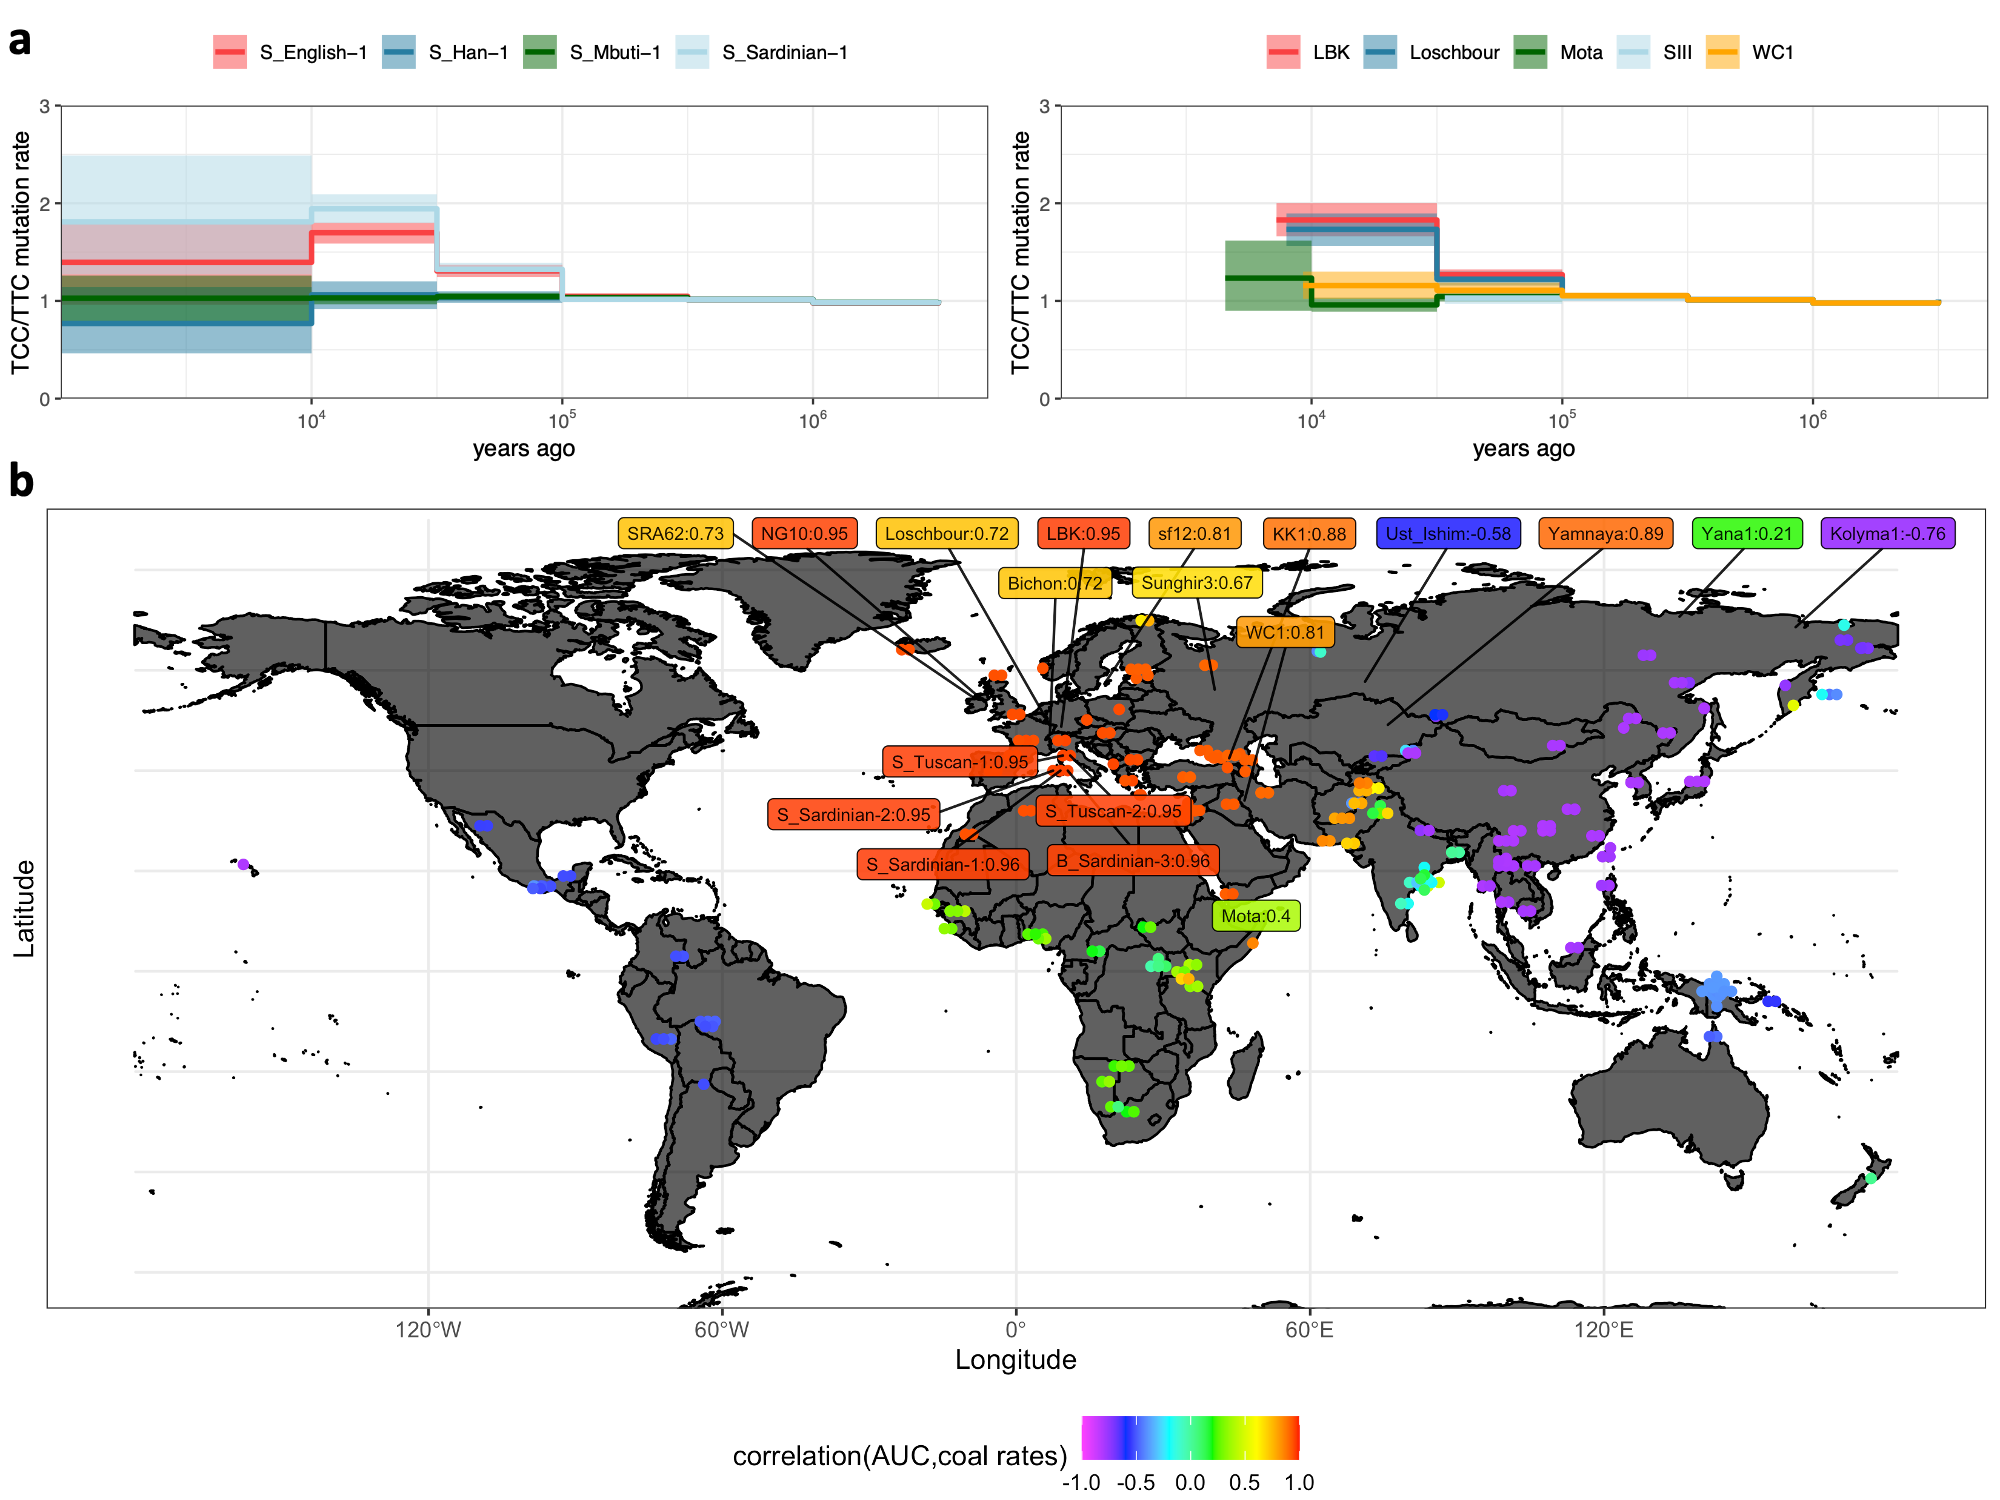 a
S_English−1 S_Han−1 S_Mbuti−1 S_Sardinian−1
LBK Loschbour Mota SIII WC1
TCC/TTC mutation rate
3
2
1
0
10^4 10^5 10^6
years ago
TCC/TTC mutation rate
3
2
1
0
10^4 10^5 10^6
years ago
b
SRA62:0.73 NG10:0.95 Loschbour:0.72 LBK:0.95 sf12:0.81 KK1:0.88 Ust_Ishim:-0.58 Yamnaya:0.89 Yana1:0.21 Kolyma1:-0.76
Bichon:0.72 Sunghir3:0.67
WC1:0.81
S_Tuscan-1:0.95
S_Sardinian-2:0.95 S_Tuscan-2:0.95
S_Sardinian-1:0.96 B_Sardinian-3:0.96
Mota:0.4
Latitude
120°W 60°W 0° 60°E 120°E
Longitude
correlation(AUC,coal rates)
-1.0 -0.5 0.0 0.5 1.0